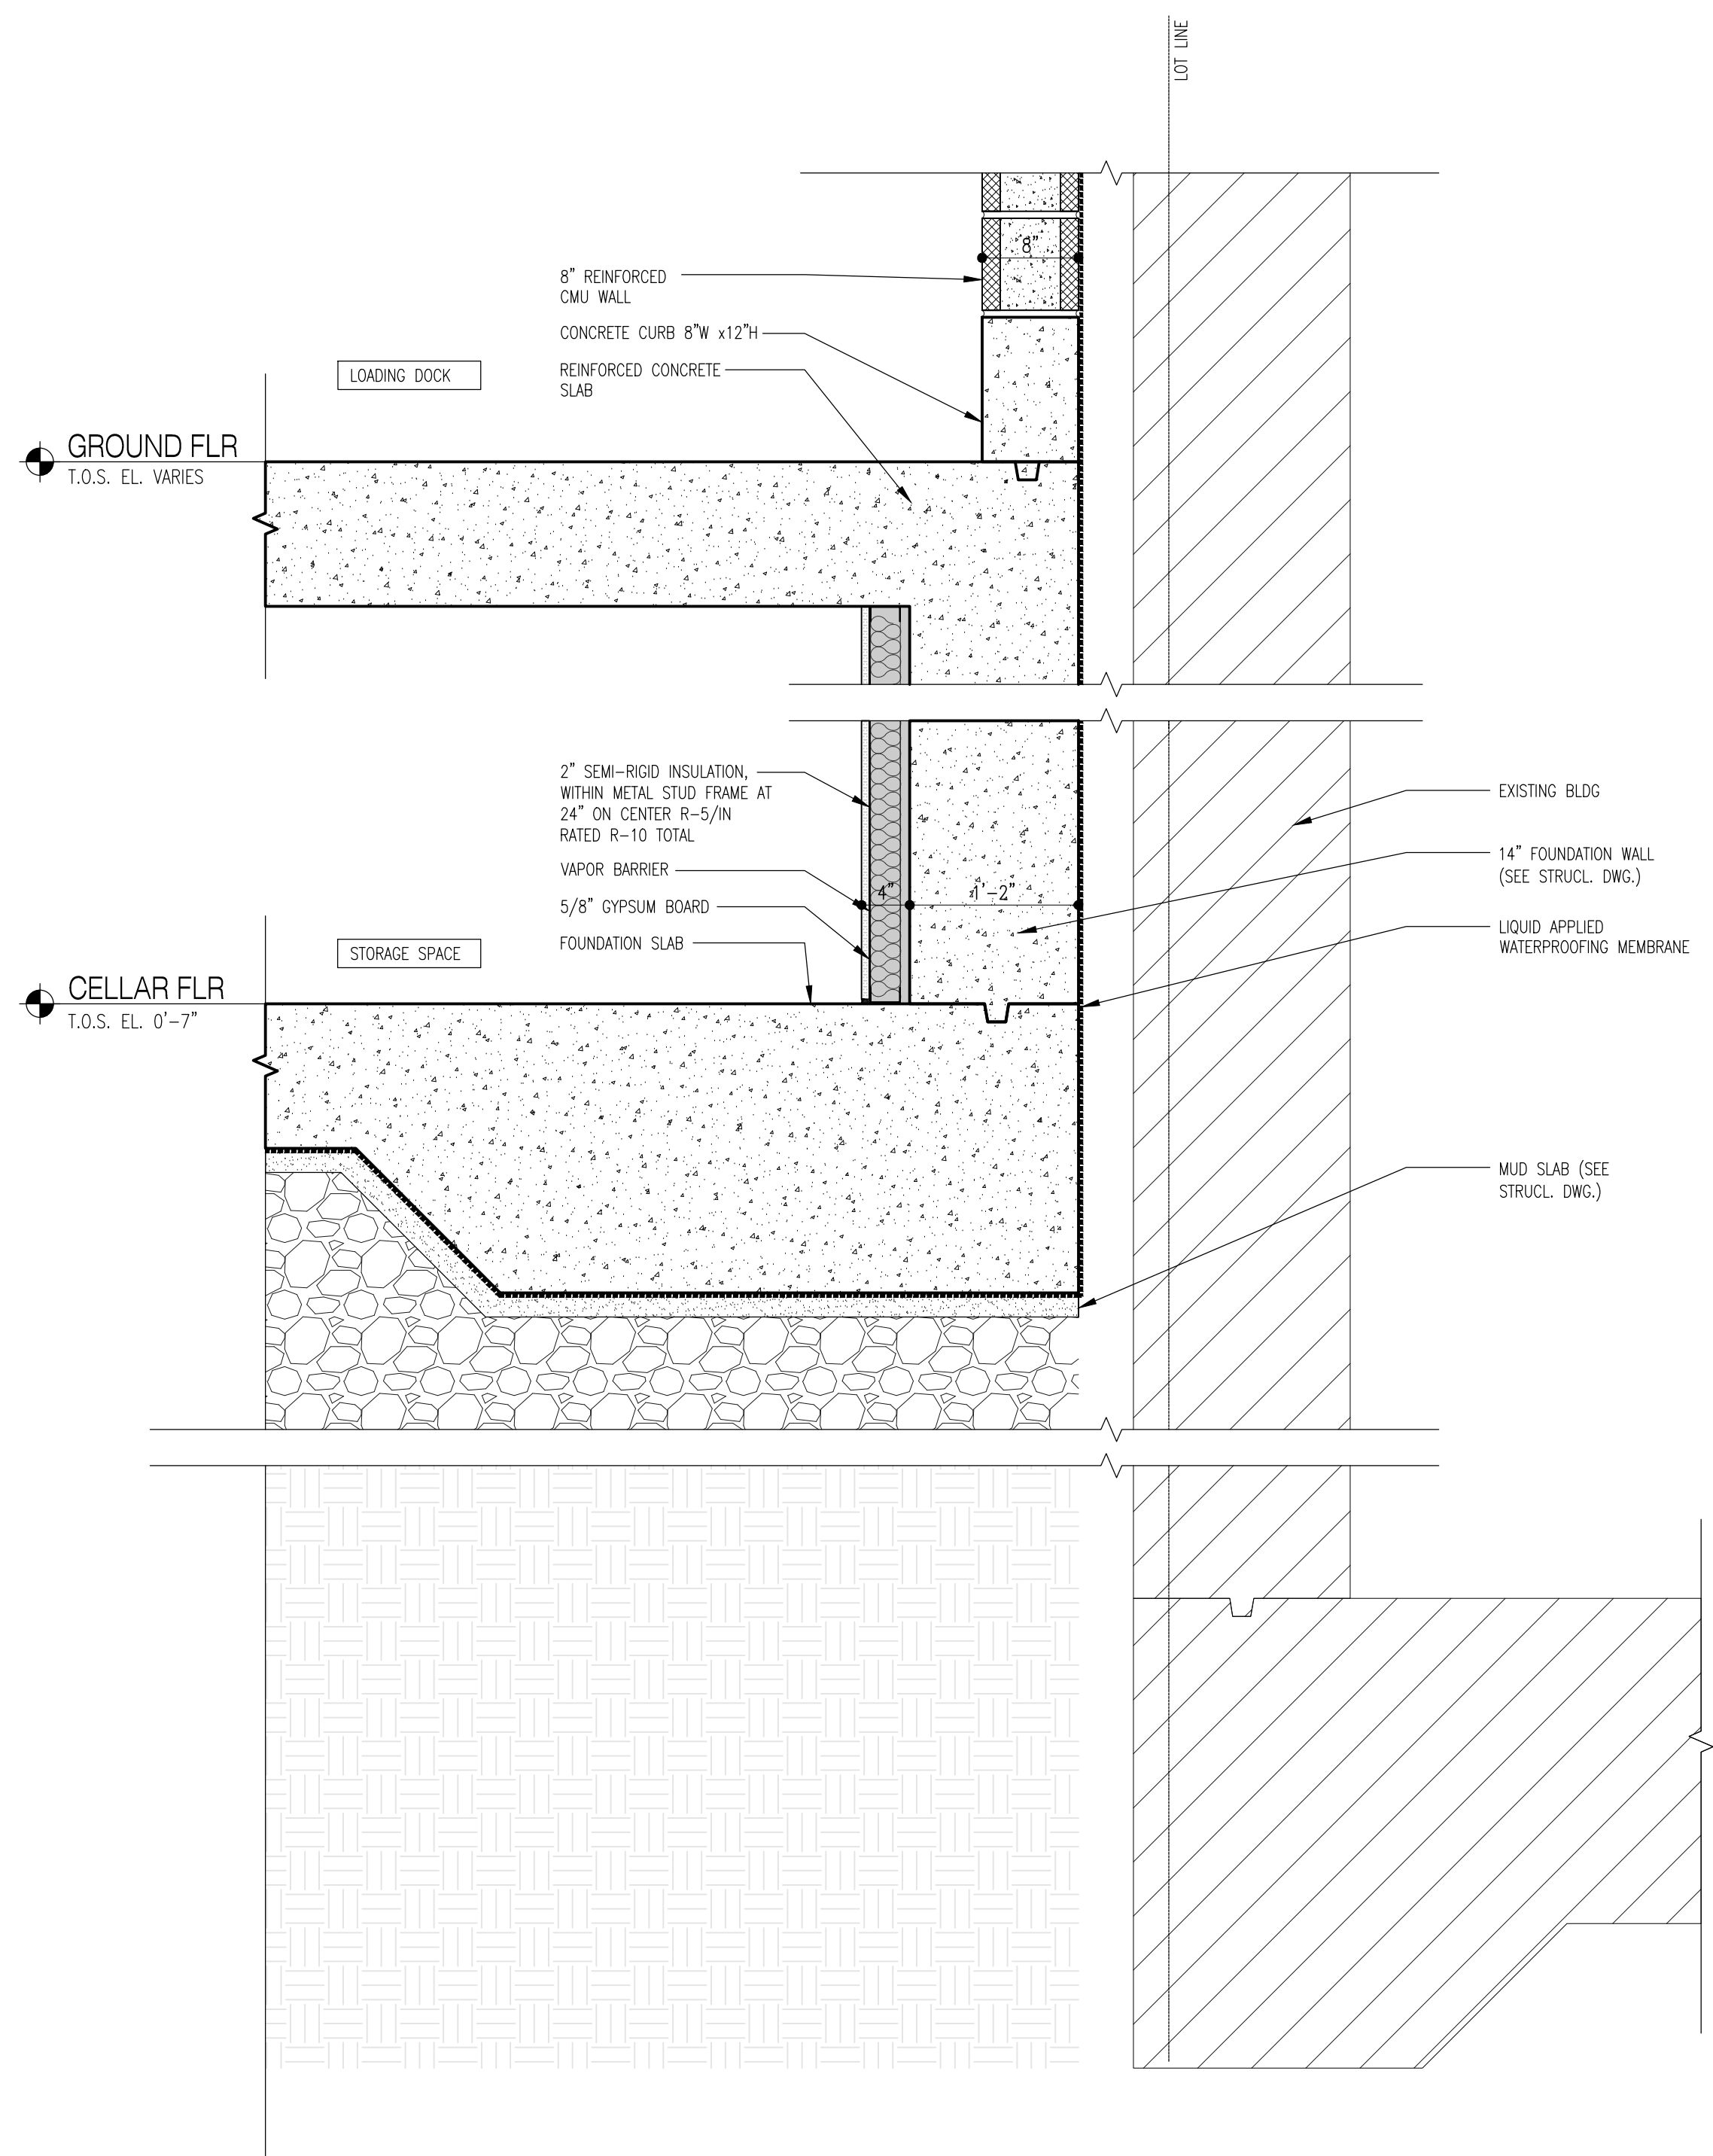 LOT LINE
8"
8" REINFORCED
CMU WALL
CONCRETE CURB 8"W x12"H
REINFORCED CONCRETE
SLAB
LOADING DOCK
GROUND FLR
T.O.S. EL. VARIES
2" SEMI-RIGID INSULATION,
WITHIN METAL STUD FRAME AT
24" ON CENTER R-5/IN
RATED R-10 TOTAL
VAPOR BARRIER
5/8" GYPSUM BOARD
FOUNDATION SLAB
4"
1'-2"
STORAGE SPACE
CELLAR FLR
T.O.S. EL. 0'-7"
EXISTING BLDG
14" FOUNDATION WALL
(SEE STRUCL. DWG.)
LIQUID APPLIED
WATERPROOFING MEMBRANE
MUD SLAB (SEE
STRUCL. DWG.)